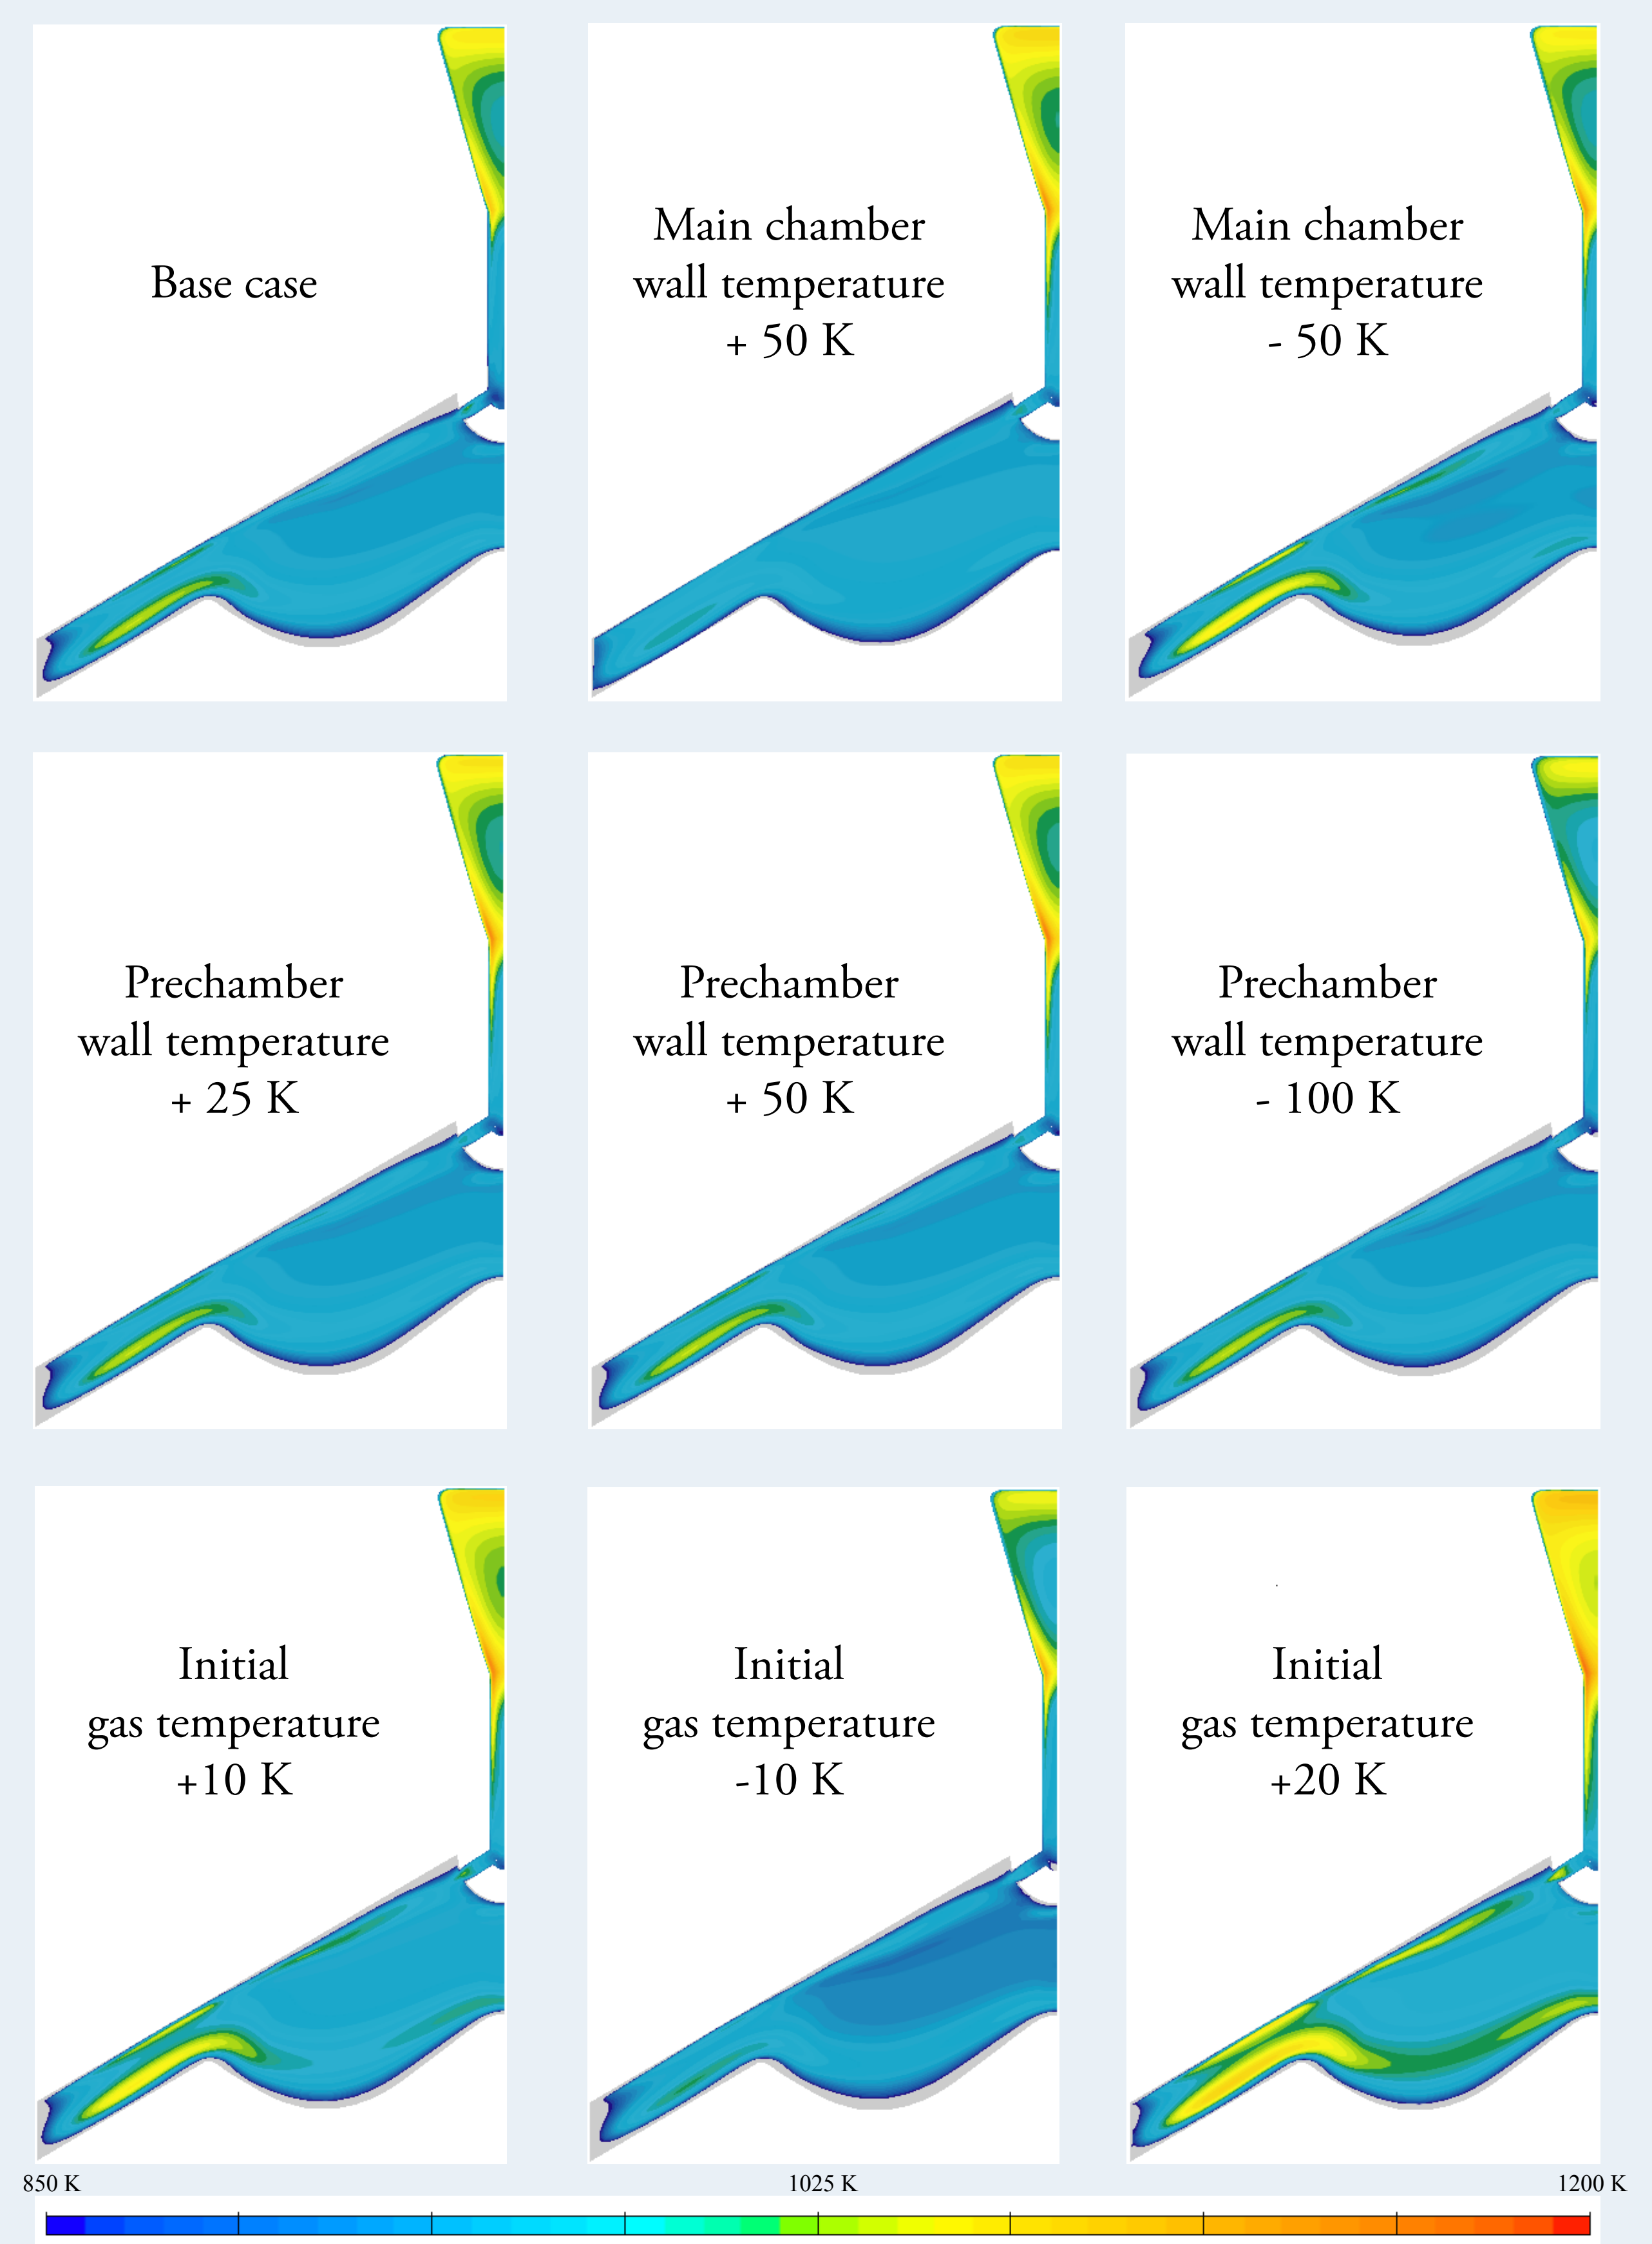 Base case
Main chamber
wall temperature
+ 50 K
Main chamber
wall temperature
- 50 K
Prechamber
wall temperature
+ 25 K
Prechamber
wall temperature
+ 50 K
Prechamber
wall temperature
- 100 K
Initial
gas temperature
+10 K
Initial
gas temperature
-10 K
Initial
gas temperature
+20 K
850 K
1025 K
1200 K